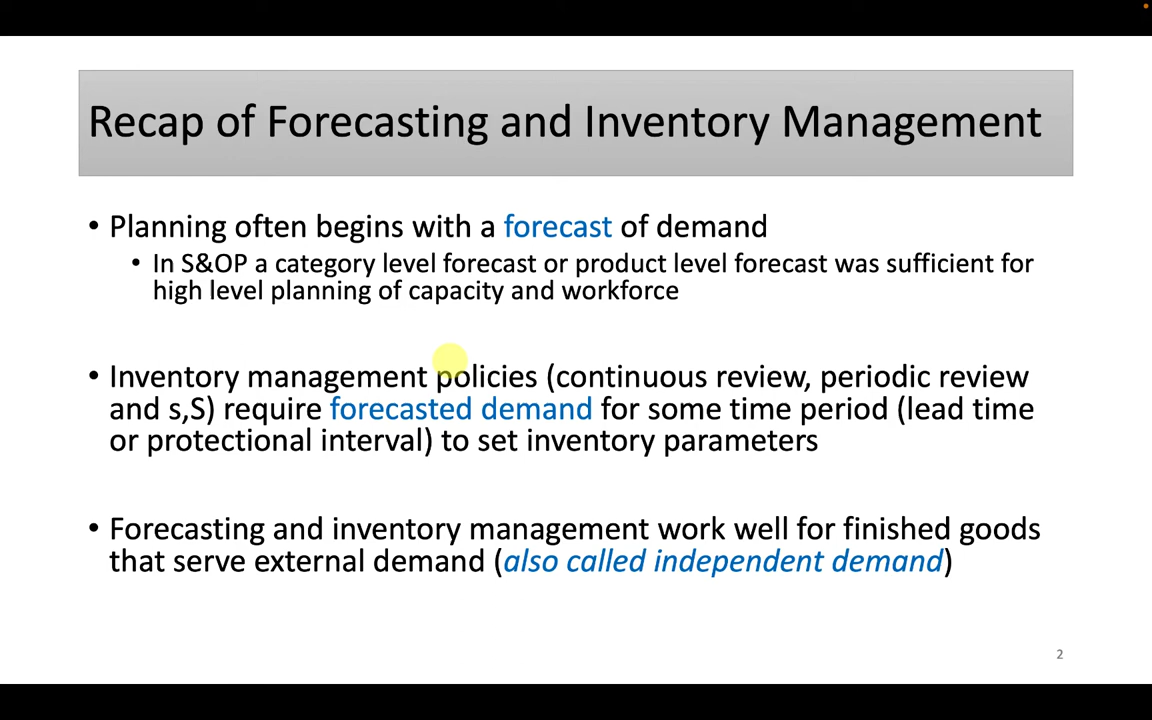 Recap of Forecasting and Inventory Management
• Planning often begins with a forecast of demand
• In S&OP a category level forecast or product level forecast was sufficient for
high level planning of capacity and workforce
• Inventory management policies (continuous review, periodic review
and s,S) require forecasted demand for some time period (lead time
or protectional interval) to set inventory parameters
• Forecasting and inventory management work well for finished goods
that serve external demand (also called independent demand)
2